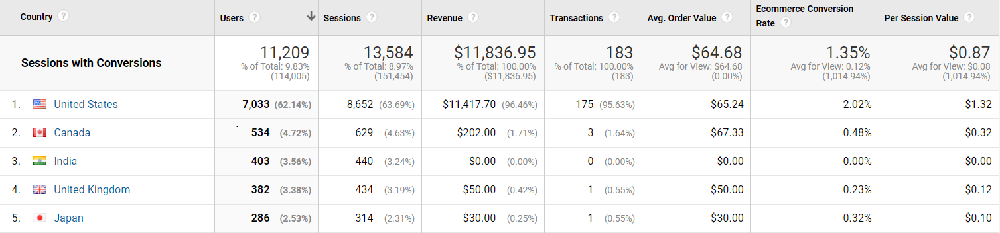 Country ? Users ? Sessions ? Revenue ? Transactions ? Avg. Order Value ? Ecommerce Conversion Rate ? Per Session Value ?
Sessions with Conversions 11,209 13,584 $11,836.95 183 $64.68 1.35% $0.87
% of Total: 9.83% % of Total: 8.97% % of Total: 100.00% % of Total: 100.00% Avg for View: $64.68 Avg for View: 0.12% Avg for View: $0.08
(114,005) (151,454) ($11,836.95) (183) (0.00%) (1,014.94%) (1,014.94%)
1. United States 7,033 (62.14%) 8,652 (63.69%) $11,417.70 (96.46%) 175 (95.63%) $65.24 2.02% $1.32
2. Canada 534 (4.72%) 629 (4.63%) $202.00 (1.71%) 3 (1.64%) $67.33 0.48% $0.32
3. India 403 (3.56%) 440 (3.24%) $0.00 (0.00%) 0 (0.00%) $0.00 0.00% $0.00
4. United Kingdom 382 (3.38%) 434 (3.19%) $50.00 (0.42%) 1 (0.55%) $50.00 0.23% $0.12
5. Japan 286 (2.53%) 314 (2.31%) $30.00 (0.25%) 1 (0.55%) $30.00 0.32% $0.10